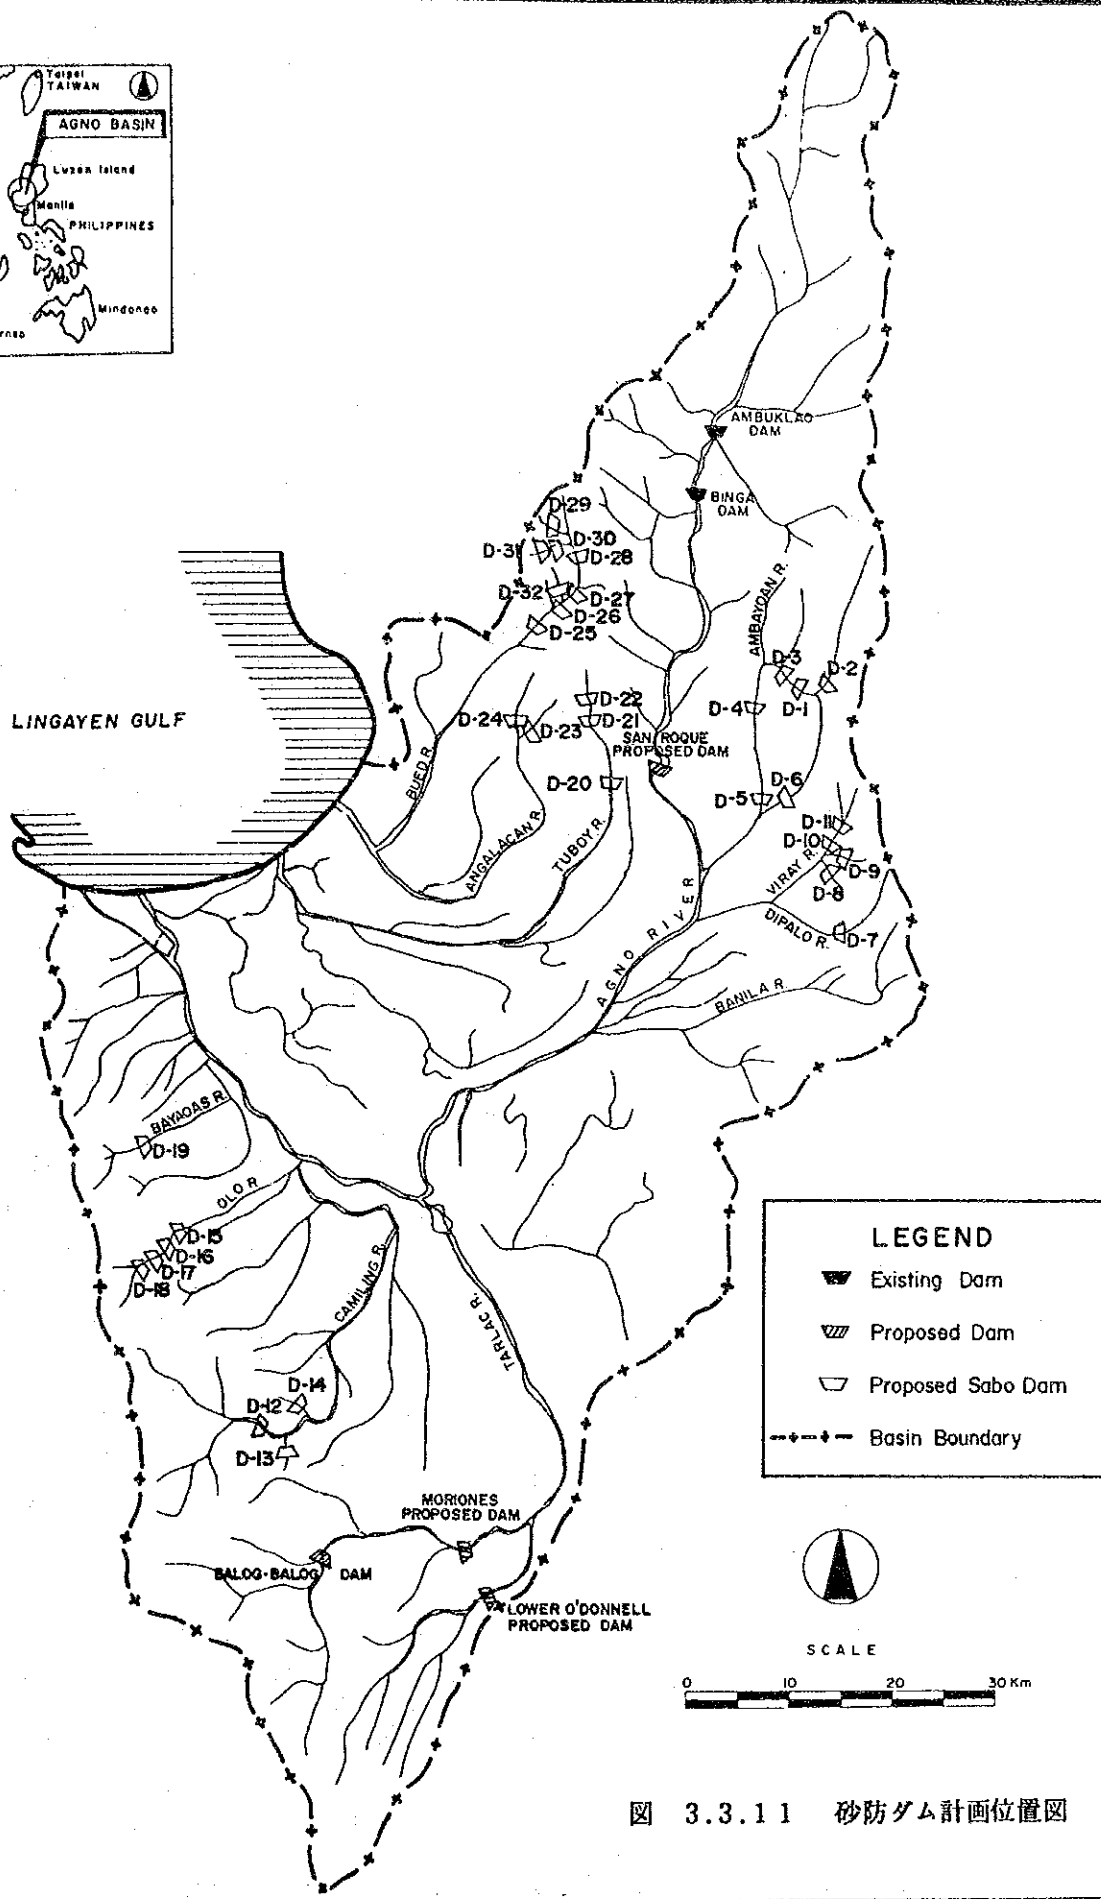 Taipei
TAIWAN
AGNO BASIN
Luzon Island
Manila
PHILIPPINES
Mindanao
AMBUKLAO
DAM
BINGA
DAM
D-29
D-30
D-31
D-28
D-32
D-27
D-26
D-25
AMBAYOAN R.
D-3
D-2
D-1
D-22
D-24
D-21
D-23
D-4
LINGAYEN GULF
SAN ROQUE
PROPOSED DAM
BUED R.
D-20
D-6
D-5
D-11
D-10
D-9
D-8
VIRAY R.
ANGALACAN R.
TUBOY R.
DIPALO R.
D-7
AGNO RIVER
BANILA R.
BAYAOAS R.
D-19
OLO R
D-15
D-16
D-17
D-18
CAMILING R.
TARLAC R.
D-14
D-12
D-13
MORIONES
PROPOSED DAM
BALOG-BALOG DAM
LOWER O'DONNELL
PROPOSED DAM
LEGEND
Existing Dam
Proposed Dam
Proposed Sabo Dam
Basin Boundary
SCALE
0 10 20 30 Km
図 3.3.11 砂防ダム計画位置図